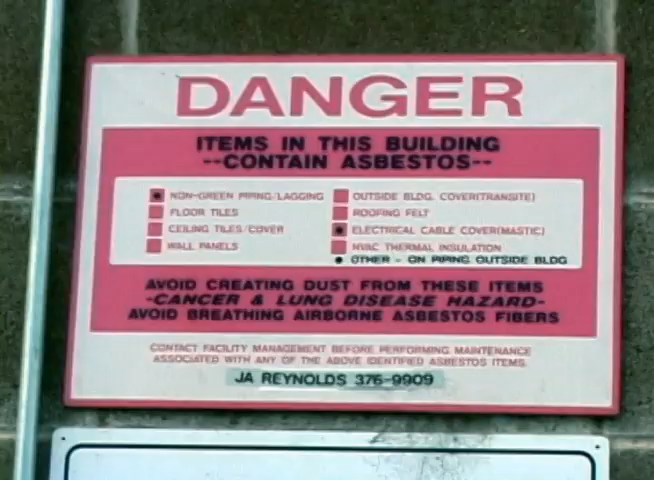 DANGER
ITEMS IN THIS BUILDING
--CONTAIN ASBESTOS--
NON-GREEN PIPING/LAGGING
FLOOR TILES
CEILING TILES/COVER
WALL PANELS
OUTSIDE BLDG. COVER(TRANSITE)
ROOFING FELT
ELECTRICAL CABLE COVER(MASTIC)
HVAC THERMAL INSULATION
OTHER - ON PIPING OUTSIDE BLDG
AVOID CREATING DUST FROM THESE ITEMS
-CANCER & LUNG DISEASE HAZARD-
AVOID BREATHING AIRBORNE ASBESTOS FIBERS
CONTACT FACILITY MANAGEMENT BEFORE PERFORMING MAINTENANCE
ASSOCIATED WITH ANY OF THE ABOVE IDENTIFIED ASBESTOS ITEMS.
JA REYNOLDS 376-9909